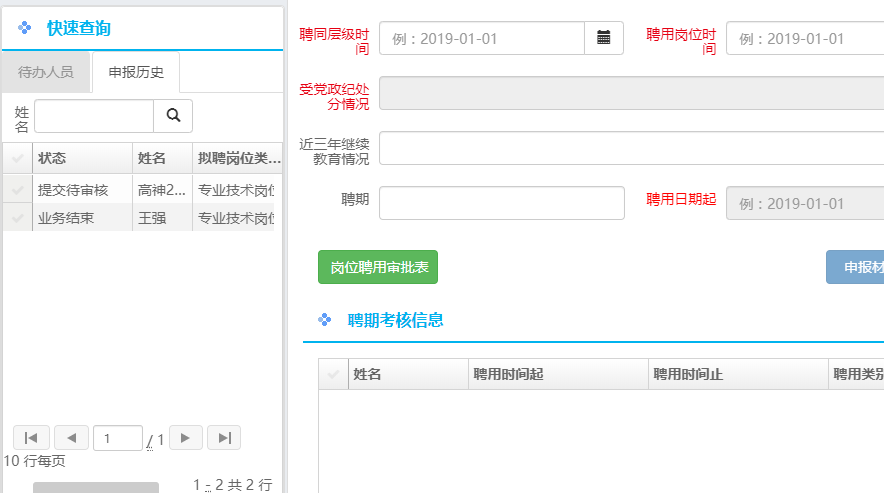 快速查询
待办人员
申报历史
姓
名
状态
姓名
拟聘岗位类...
提交待审核
高神2...
专业技术岗位
业务结束
王强
专业技术岗位
1
/ 1
10 行每页
1 - 2 共 2 行
聘同层级时
间
例：2019-01-01
聘用岗位时
间
例：2019-01-01
受党政纪处
分情况
近三年继续
教育情况
聘期
聘用日期起
例：2019-01-01
岗位聘用审批表
申报材
聘期考核信息
姓名
聘用时间起
聘用时间止
聘用类别